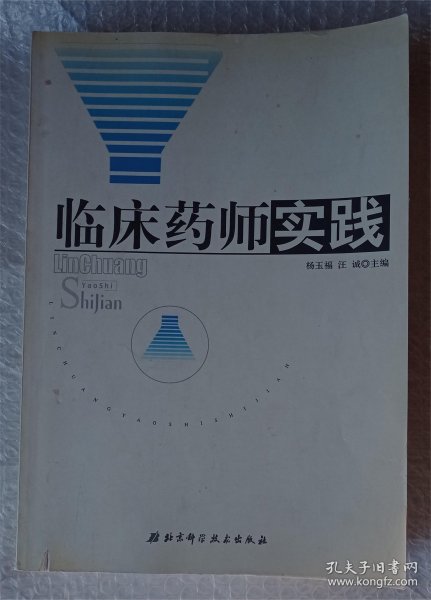 临床药师实践
LinChuang
YaoShi
ShiJian
杨玉福 汪 诚◎主编
LINCHUANGYAOSHISHIJIAN
北京科学技术出版社
孔夫子旧书网
www.kongfz.com